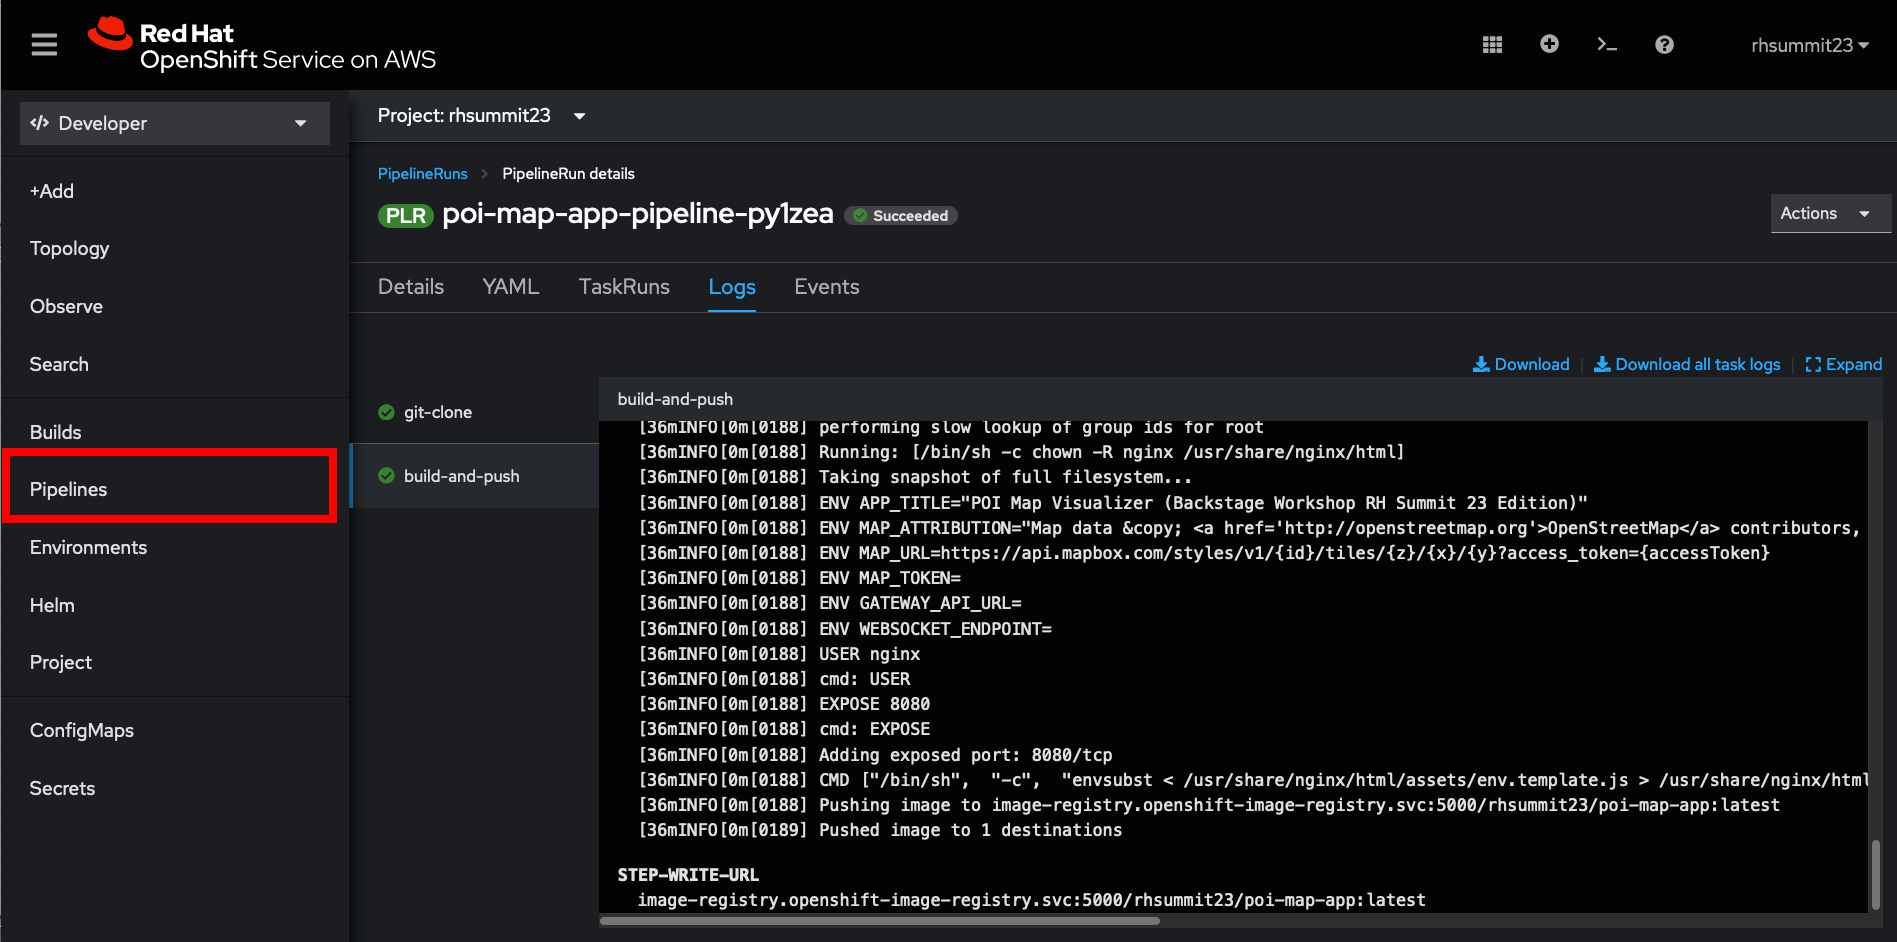 Red Hat
OpenShift Service on AWS
rhsummit23
</> Developer
+Add
Topology
Observe
Search
Builds
Pipelines
Environments
Helm
Project
ConfigMaps
Secrets
Project: rhsummit23
PipelineRuns > PipelineRun details
PLR poi-map-app-pipeline-py1zea Succeeded
Actions
Details YAML TaskRuns Logs Events
Download | Download all task logs | Expand
git-clone
build-and-push
build-and-push
[36mINFO[0m[0188] performing slow lookup of group ids for root
[36mINFO[0m[0188] Running: [/bin/sh -c chown -R nginx /usr/share/nginx/html]
[36mINFO[0m[0188] Taking snapshot of full filesystem...
[36mINFO[0m[0188] ENV APP_TITLE="POI Map Visualizer (Backstage Workshop RH Summit 23 Edition)"
[36mINFO[0m[0188] ENV MAP_ATTRIBUTION="Map data &copy; <a href='http://openstreetmap.org'>OpenStreetMap</a> contributors,
[36mINFO[0m[0188] ENV MAP_URL=https://api.mapbox.com/styles/v1/{id}/tiles/{z}/{x}/{y}?access_token={accessToken}
[36mINFO[0m[0188] ENV MAP_TOKEN=
[36mINFO[0m[0188] ENV GATEWAY_API_URL=
[36mINFO[0m[0188] ENV WEBSOCKET_ENDPOINT=
[36mINFO[0m[0188] USER nginx
[36mINFO[0m[0188] cmd: USER
[36mINFO[0m[0188] EXPOSE 8080
[36mINFO[0m[0188] cmd: EXPOSE
[36mINFO[0m[0188] Adding exposed port: 8080/tcp
[36mINFO[0m[0188] CMD ["/bin/sh",  "-c",  "envsubst < /usr/share/nginx/html/assets/env.template.js > /usr/share/nginx/html
[36mINFO[0m[0188] Pushing image to image-registry.openshift-image-registry.svc:5000/rhsummit23/poi-map-app:latest
[36mINFO[0m[0189] Pushed image to 1 destinations
STEP-WRITE-URL
image-registry.openshift-image-registry.svc:5000/rhsummit23/poi-map-app:latest